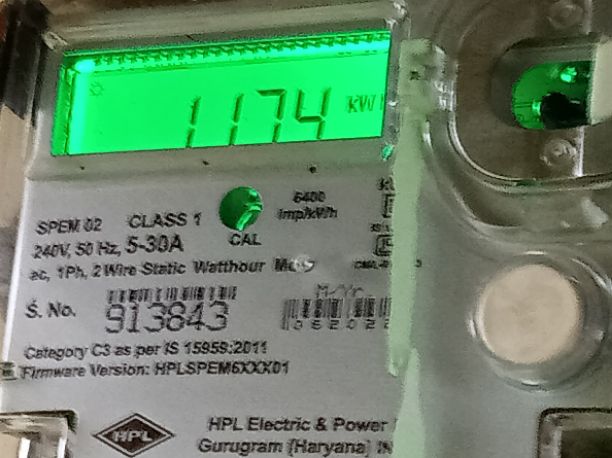 1174 kW
SPEM 02 CLASS 1
6400
imp/kWh
CAL
240V, 50 Hz, 5-30A
ac, 1Ph, 2 Wire Static Watthour
S. No.
913843
M/Yr
062022
Category C3 as per IS 15959:2011
Firmware Version: HPLSPEM6XXX01
HPL
HPL Electric & Power
Gurugram (Haryana)